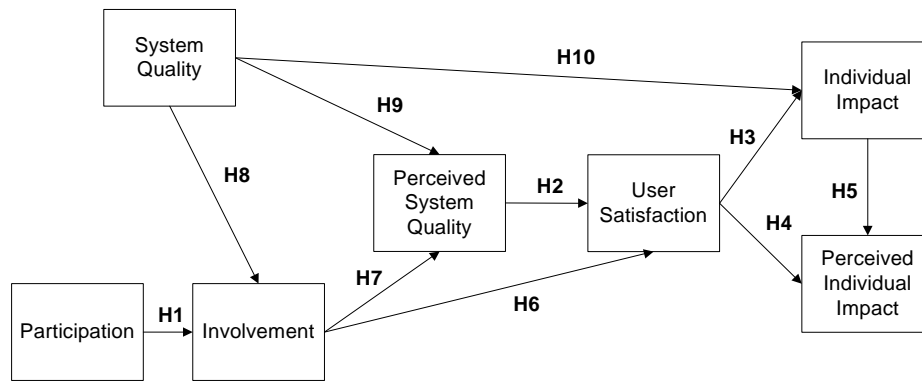 System
Quality
H10
Individual
Impact
H9
H3
H8
Perceived
System
Quality
H2
User
Satisfaction
H5
H4
H7
H6
Perceived
Individual
Impact
Participation
H1
Involvement